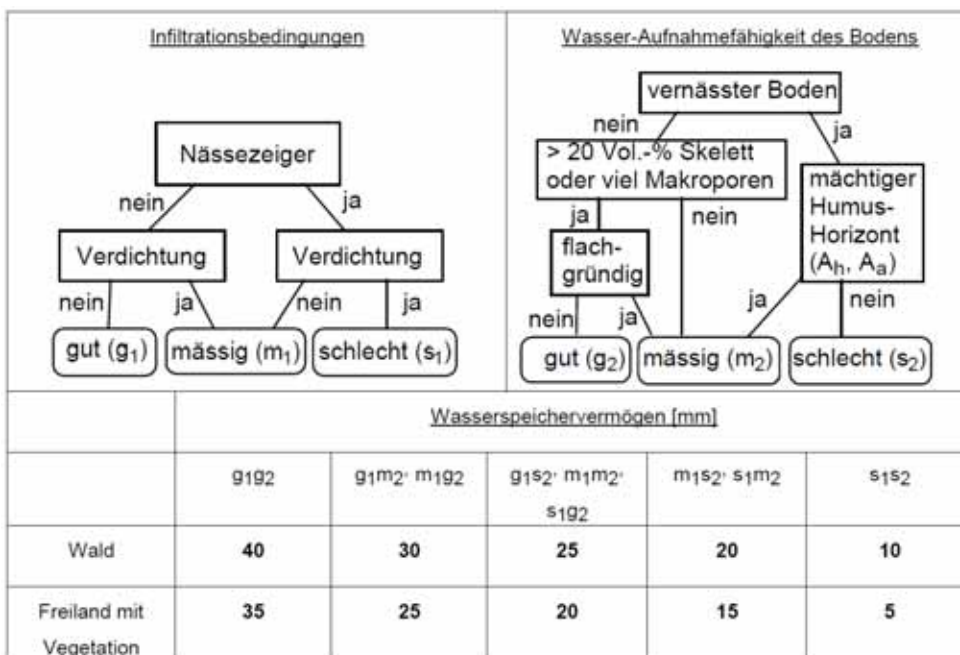 Infiltrationsbedingungen
Nässezeiger
nein
ja
Verdichtung
Verdichtung
nein
ja
nein
ja
gut (g1)
mässig (m1)
schlecht (s1)
Wasser-Aufnahmefähigkeit des Bodens
vernässter Boden
nein
ja
> 20 Vol.-% Skelett
oder viel Makroporen
mächtiger
Humus-
Horizont
(Ah, Aa)
ja
nein
flach-
gründig
nein
ja
ja
nein
gut (g2)
mässig (m2)
schlecht (s2)
Wasserspeichervermögen [mm]
g1g2
g1m2, m1g2
g1s2, m1m2,
s1g2
m1s2, s1m2
s1s2
Wald
40
30
25
20
10
Freiland mit
Vegetation
35
25
20
15
5